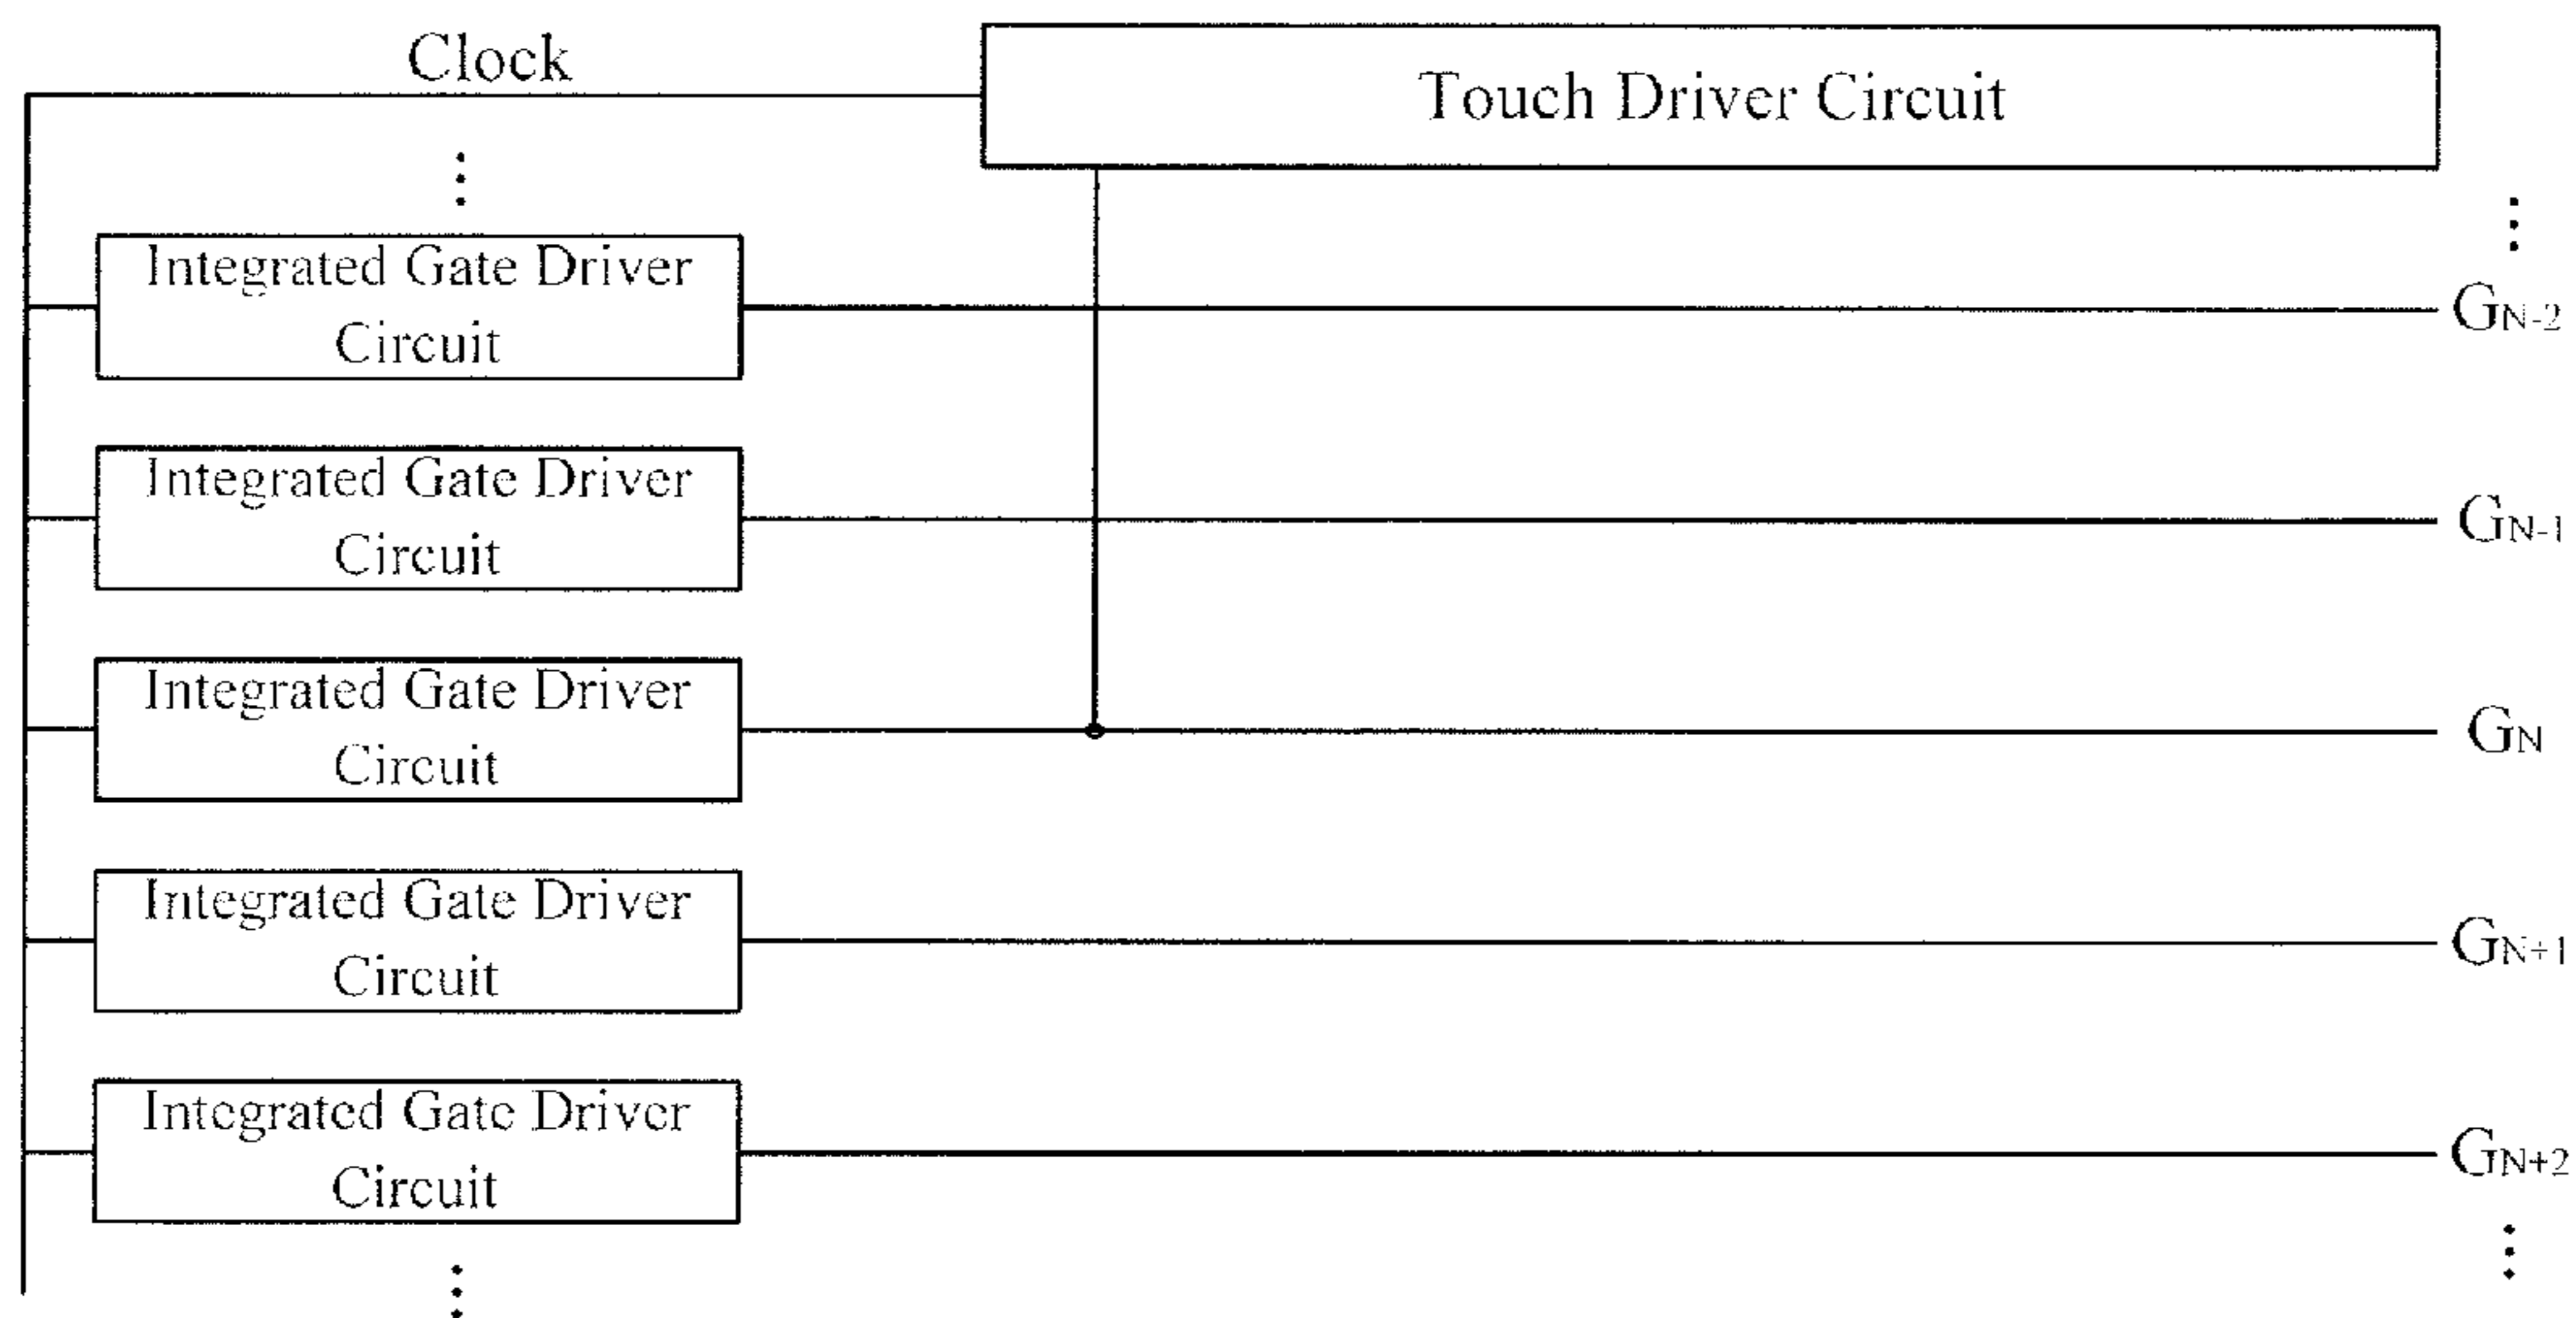 Clock
Touch Driver Circuit
Integrated Gate Driver
Circuit
GN-2
Integrated Gate Driver
Circuit
GN-1
Integrated Gate Driver
Circuit
GN
Integrated Gate Driver
Circuit
GN+1
Integrated Gate Driver
Circuit
GN+2